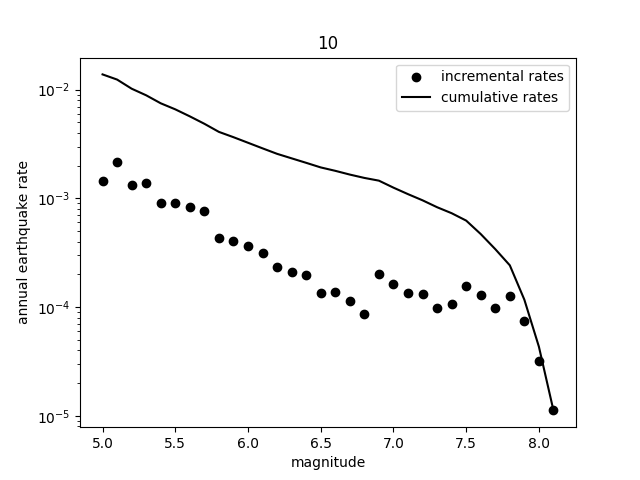 10
incremental rates
cumulative rates
annual earthquake rate
10⁻²
10⁻³
10⁻⁴
10⁻⁵
5.0 5.5 6.0 6.5 7.0 7.5 8.0
magnitude